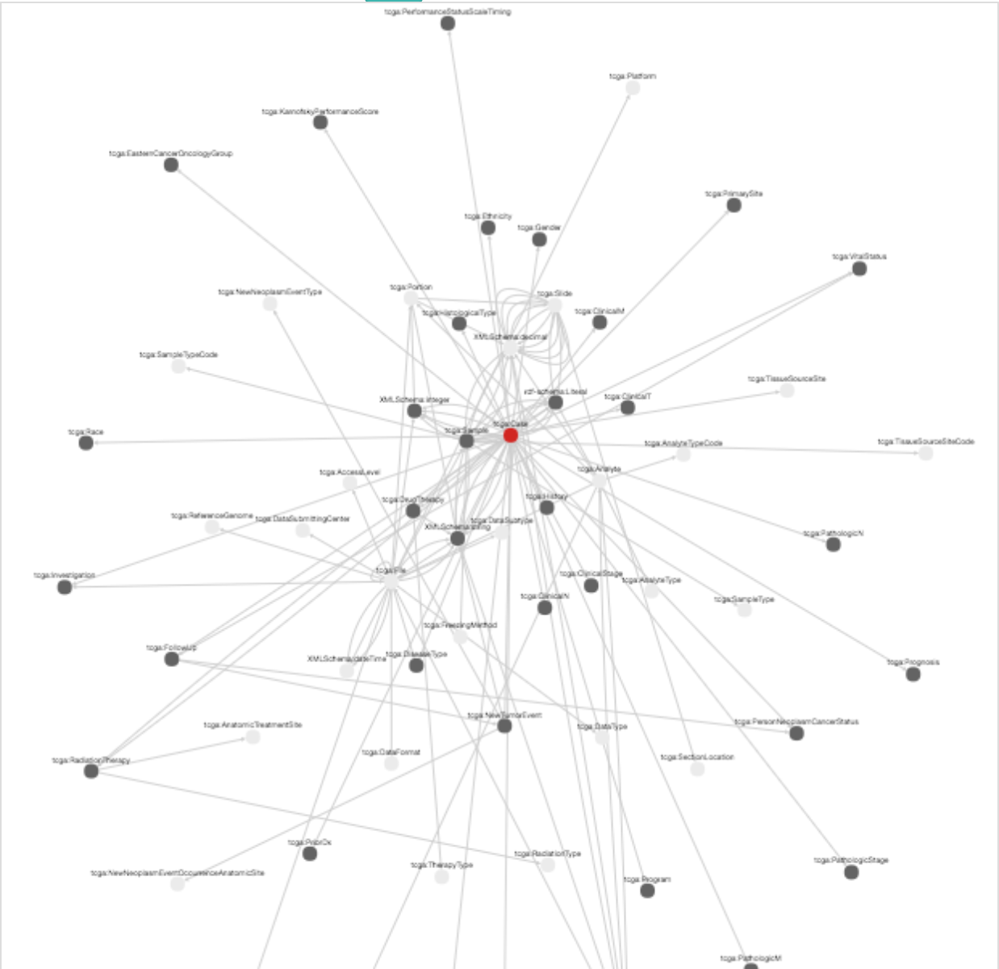 tcga:PerformanceStatusScaleTiming
tcga:Platform
tcga:KarnofskyPerformanceScore
tcga:EasternCancerOncologyGroup
tcga:PrimarySite
tcga:Ethnicity
tcga:Gender
tcga:VitalStatus
tcga:Portion
tcga:NewNeoplasmEventType
tcga:Slide
tcga:HistologicalType
tcga:ClinicalM
XMLSchema:decimal
tcga:SampleTypeCode
tcga:TissueSourceSite
rdf-schema:Literal
XMLSchema:integer
tcga:ClinicalT
tcga:Case
tcga:Race
tcga:Sample
tcga:AnalyteTypeCode
tcga:TissueSourceSiteCode
tcga:AccessLevel
tcga:Analyte
tcga:DrugTherapy
tcga:History
tcga:ReferenceGenome
tcga:DataSubmittingCenter
XMLSchema:string
tcga:DataSubtype
tcga:PathologicN
tcga:File
tcga:Investigation
tcga:ClinicalStage
tcga:AnalyteType
tcga:ClinicalN
tcga:SampleType
tcga:FreezingMethod
tcga:FollowUp
XMLSchema:dateTime
tcga:DiseaseType
tcga:Prognosis
tcga:NewTumorEvent
tcga:PersonNeoplasmCancerStatus
tcga:AnatomicTreatmentSite
tcga:DataType
tcga:RadiationTherapy
tcga:DataFormat
tcga:SectionLocation
tcga:PriorDx
tcga:RadiationType
tcga:TherapyType
tcga:PathologicStage
tcga:NewNeoplasmEventOccurrenceAnatomicSite
tcga:Program
tcga:PathologicM